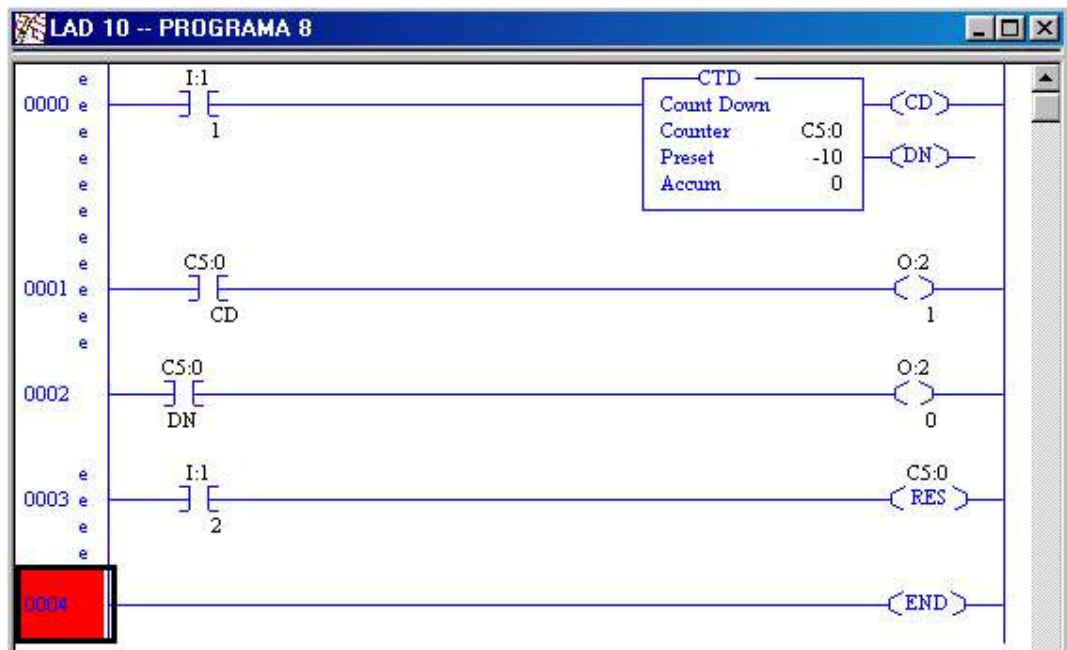 LAD 10 -- PROGRAMA 8
e
I:1
CTD
0000 e
Count Down
CD
e
1
Counter C5:0
e
Preset -10
DN
e
Accum 0
e
e
e
C5:0
O:2
0001 e
e
CD
1
e
C5:0
O:2
0002
DN
0
e
I:1
C5:0
0003 e
RES
e
2
e
0004
END